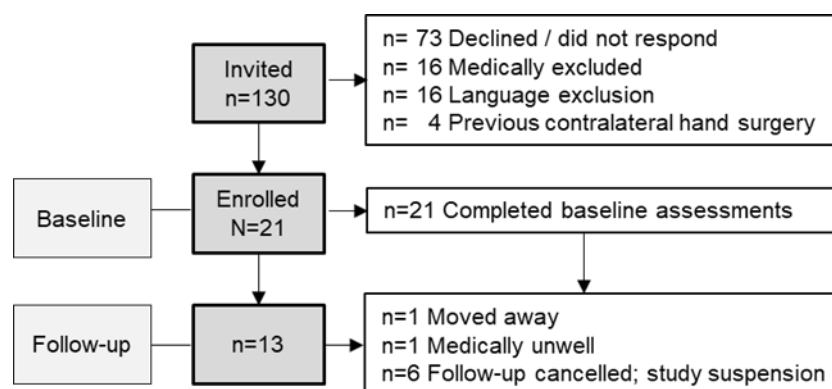 Invited
n=130
n= 73 Declined / did not respond
n= 16 Medically excluded
n= 16 Language exclusion
n= 4 Previous contralateral hand surgery
Baseline
Enrolled
N=21
n=21 Completed baseline assessments
Follow-up
n=13
n=1 Moved away
n=1 Medically unwell
n=6 Follow-up cancelled; study suspension